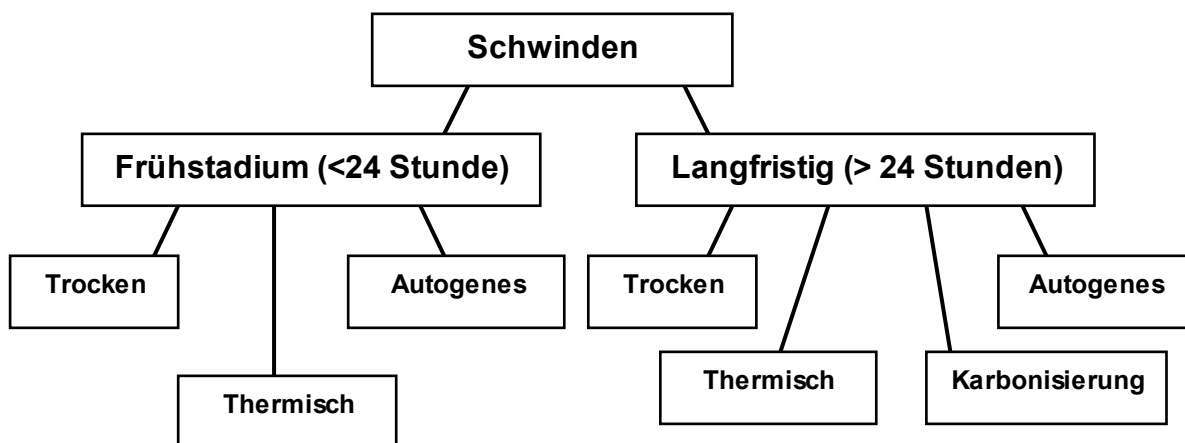 Schwinden
Frühstadium (<24 Stunde)
Langfristig (> 24 Stunden)
Trocken
Autogenes
Trocken
Autogenes
Thermisch
Thermisch
Karbonisierung